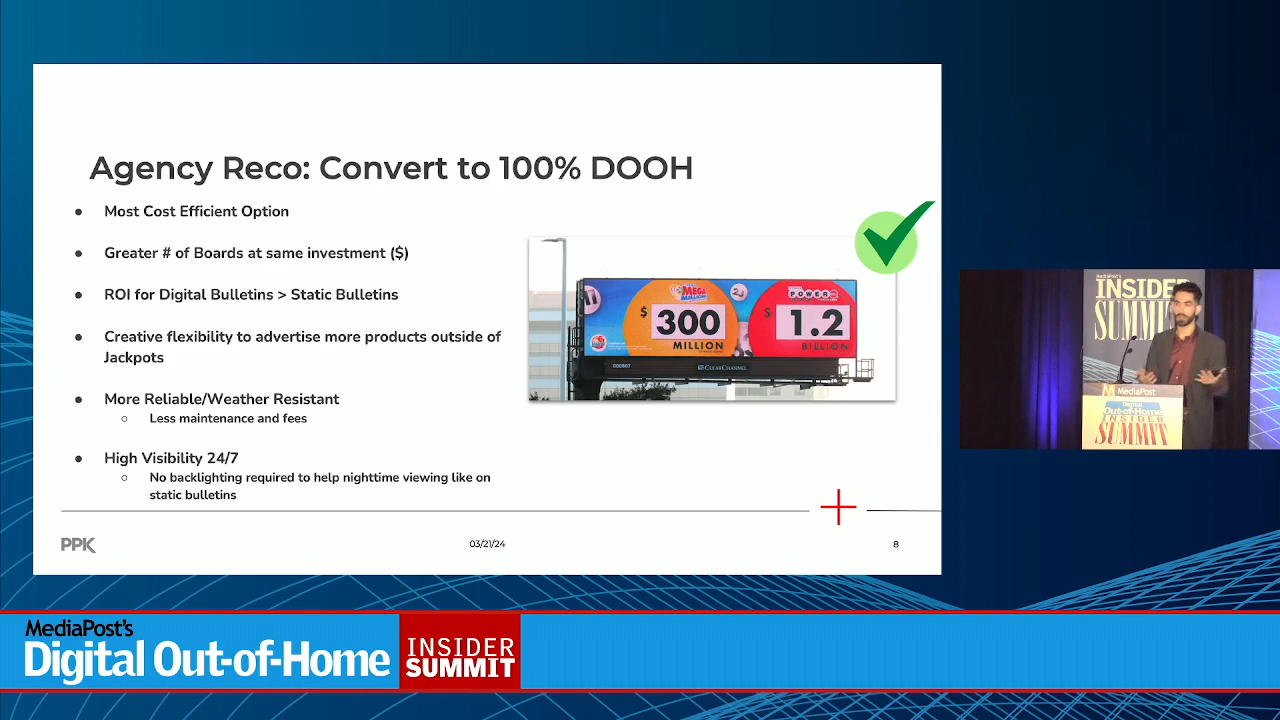 Agency Reco: Convert to 100% DOOH
● Most Cost Efficient Option
● Greater # of Boards at same investment ($)
● ROI for Digital Bulletins > Static Bulletins
● Creative flexibility to advertise more products outside of
Jackpots
● More Reliable/Weather Resistant
○ Less maintenance and fees
● High Visibility 24/7
○ No backlighting required to help nighttime viewing like on
static bulletins
MEGA
MILLIONS
$ 300
MILLION
POWERBALL
$ 1.2
BILLION
CLEARCHANNEL
PPK
03/21/24
8
MediaPost's
INSIDER
SUMMIT
MediaPost
Digital
Out-of-Home
INSIDER
SUMMIT
MediaPost's
Digital Out-of-Home
INSIDER
SUMMIT